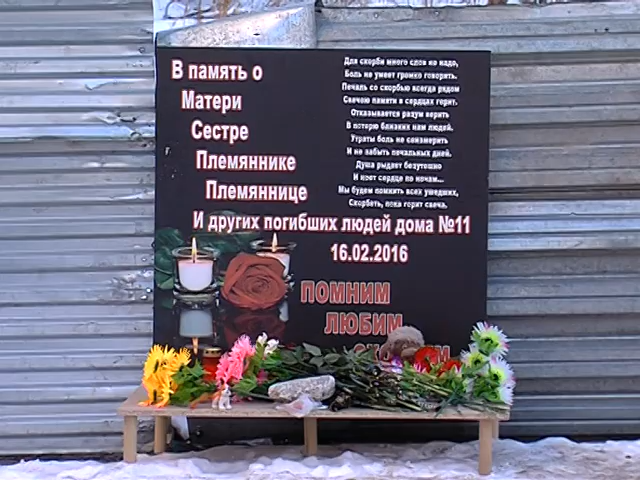 В память о
Матери
Сестре
Племяннике
Племяннице
И других погибших людей дома №11
16.02.2016
Для скорби много слов не надо,
Боль не умеет громко говорить.
Печаль со скорбью всегда рядом
Свечою памяти в сердцах горит.
Отказывается разум верить
В потерю близких нам людей.
Утраты боль не соизмерить
И не забыть печальных дней.
Душа рыдает безутешно
И ноет сердце по ночам...
Мы будем помнить всех ушедших,
Скорбеть, пока горит свеча.
ПОМНИМ
ЛЮБИМ